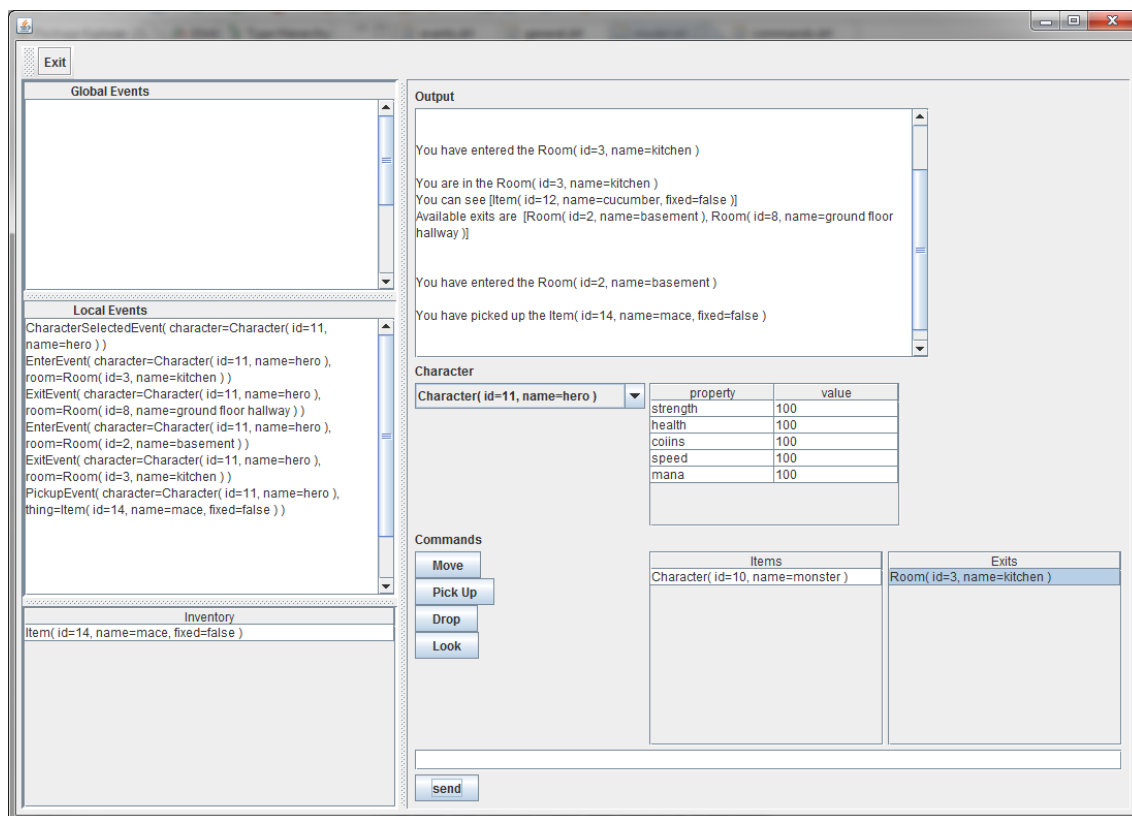 Exit
Global Events
Local Events
CharacterSelectedEvent( character=Character( id=11,
name=hero ) )
EnterEvent( character=Character( id=11, name=hero ),
room=Room( id=3, name=kitchen ) )
ExitEvent( character=Character( id=11, name=hero ),
room=Room( id=8, name=ground floor hallway ) )
EnterEvent( character=Character( id=11, name=hero ),
room=Room( id=2, name=basement ) )
ExitEvent( character=Character( id=11, name=hero ),
room=Room( id=3, name=kitchen ) )
PickupEvent( character=Character( id=11, name=hero ),
thing=Item( id=14, name=mace, fixed=false ) )
Inventory
Item( id=14, name=mace, fixed=false )
Output
You have entered the Room( id=3, name=kitchen )
You are in the Room( id=3, name=kitchen )
You can see [Item( id=12, name=cucumber, fixed=false )]
Available exits are  [Room( id=2, name=basement ), Room( id=8, name=ground floor
hallway )]
You have entered the Room( id=2, name=basement )
You have picked up the Item( id=14, name=mace, fixed=false )
Character
Character( id=11, name=hero )
property value
strength 100
health 100
coiins 100
speed 100
mana 100
Commands
Move
Pick Up
Drop
Look
Items
Character( id=10, name=monster )
Exits
Room( id=3, name=kitchen )
send